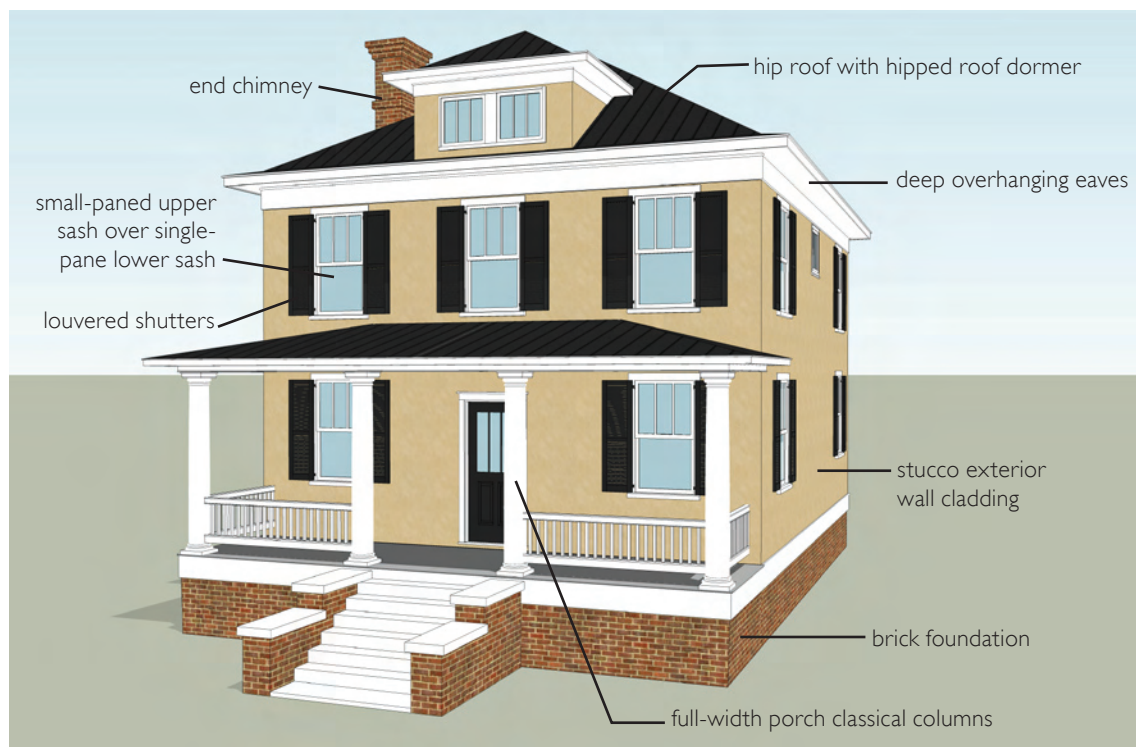 hip roof with hipped roof dormer
end chimney
deep overhanging eaves
small-paned upper
sash over single-
pane lower sash
louvered shutters
stucco exterior
wall cladding
brick foundation
full-width porch classical columns